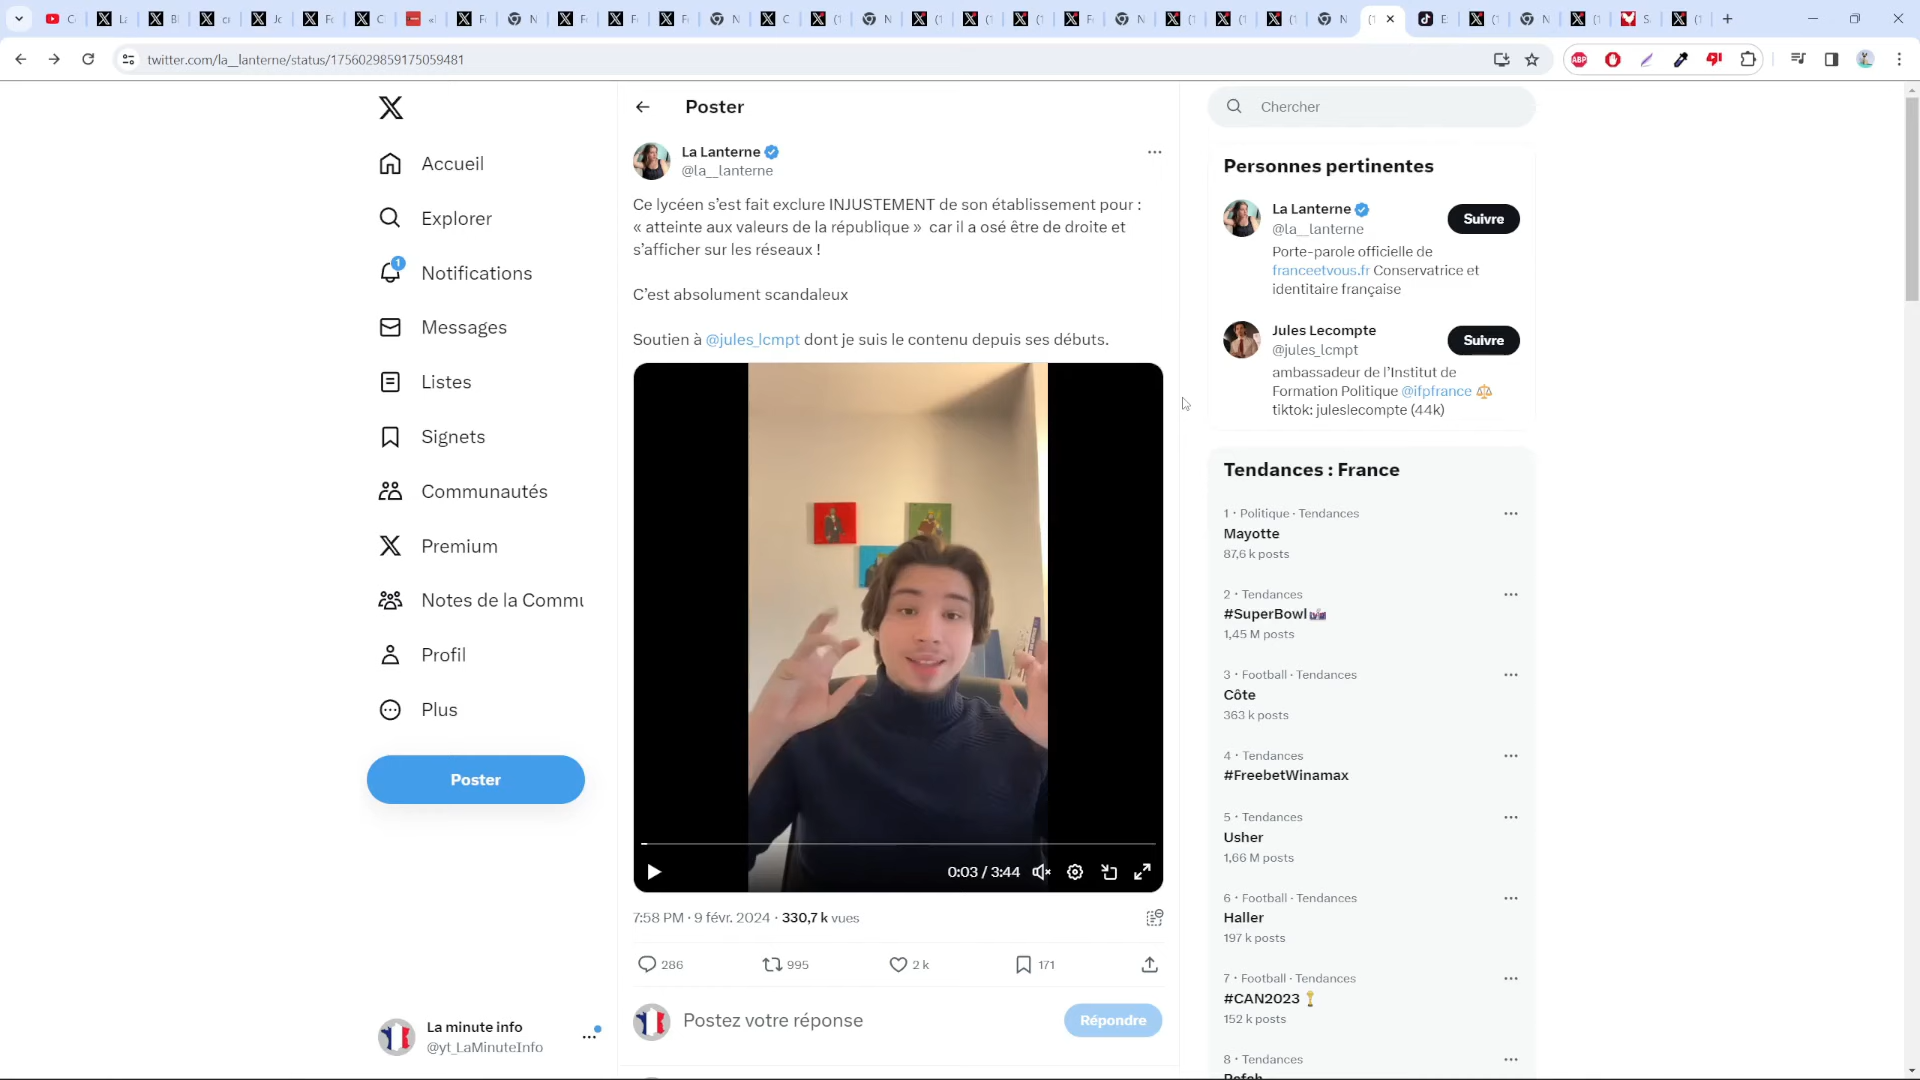 twitter.com/la__lanterne/status/1756029859175059481
Accueil
Explorer
1
Notifications
Messages
Listes
Signets
Communautés
Premium
Notes de la Commu
Profil
Plus
Poster
La minute info
@yt_LaMinuteInfo
Poster
La Lanterne
@la__lanterne
Ce lycéen s’est fait exclure INJUSTEMENT de son établissement pour :
« atteinte aux valeurs de la république »  car il a osé être de droite et
s’afficher sur les réseaux !
C’est absolument scandaleux
Soutien à @jules_lcmpt dont je suis le contenu depuis ses débuts.
0:03 / 3:44
7:58 PM · 9 févr. 2024 · 330,7 k vues
286 995 2 k 171
Postez votre réponse
Répondre
Chercher
Personnes pertinentes
La Lanterne
@la__lanterne
Suivre
Porte-parole officielle de
franceetvous.fr Conservatrice et
identitaire française
Jules Lecompte
@jules_lcmpt
Suivre
ambassadeur de l’Institut de
Formation Politique @ifpfrance ⚖️
tiktok: juleslecompte (44k)
Tendances : France
1 · Politique · Tendances
Mayotte
87,6 k posts
2 · Tendances
#SuperBowl
1,45 M posts
3 · Football · Tendances
Côte
363 k posts
4 · Tendances
#FreebetWinamax
5 · Tendances
Usher
1,66 M posts
6 · Football · Tendances
Haller
197 k posts
7 · Football · Tendances
#CAN2023 🏆
152 k posts
8 · Tendances